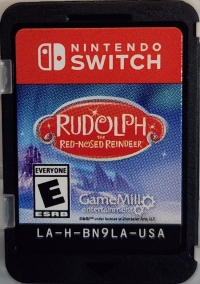 NINTENDO
SWITCH
RUDOLPH
THE
RED-NOSED REINDEER
EVERYONE
E
ESRB
GameMill
entertainment
LA-H-BN9LA-USA